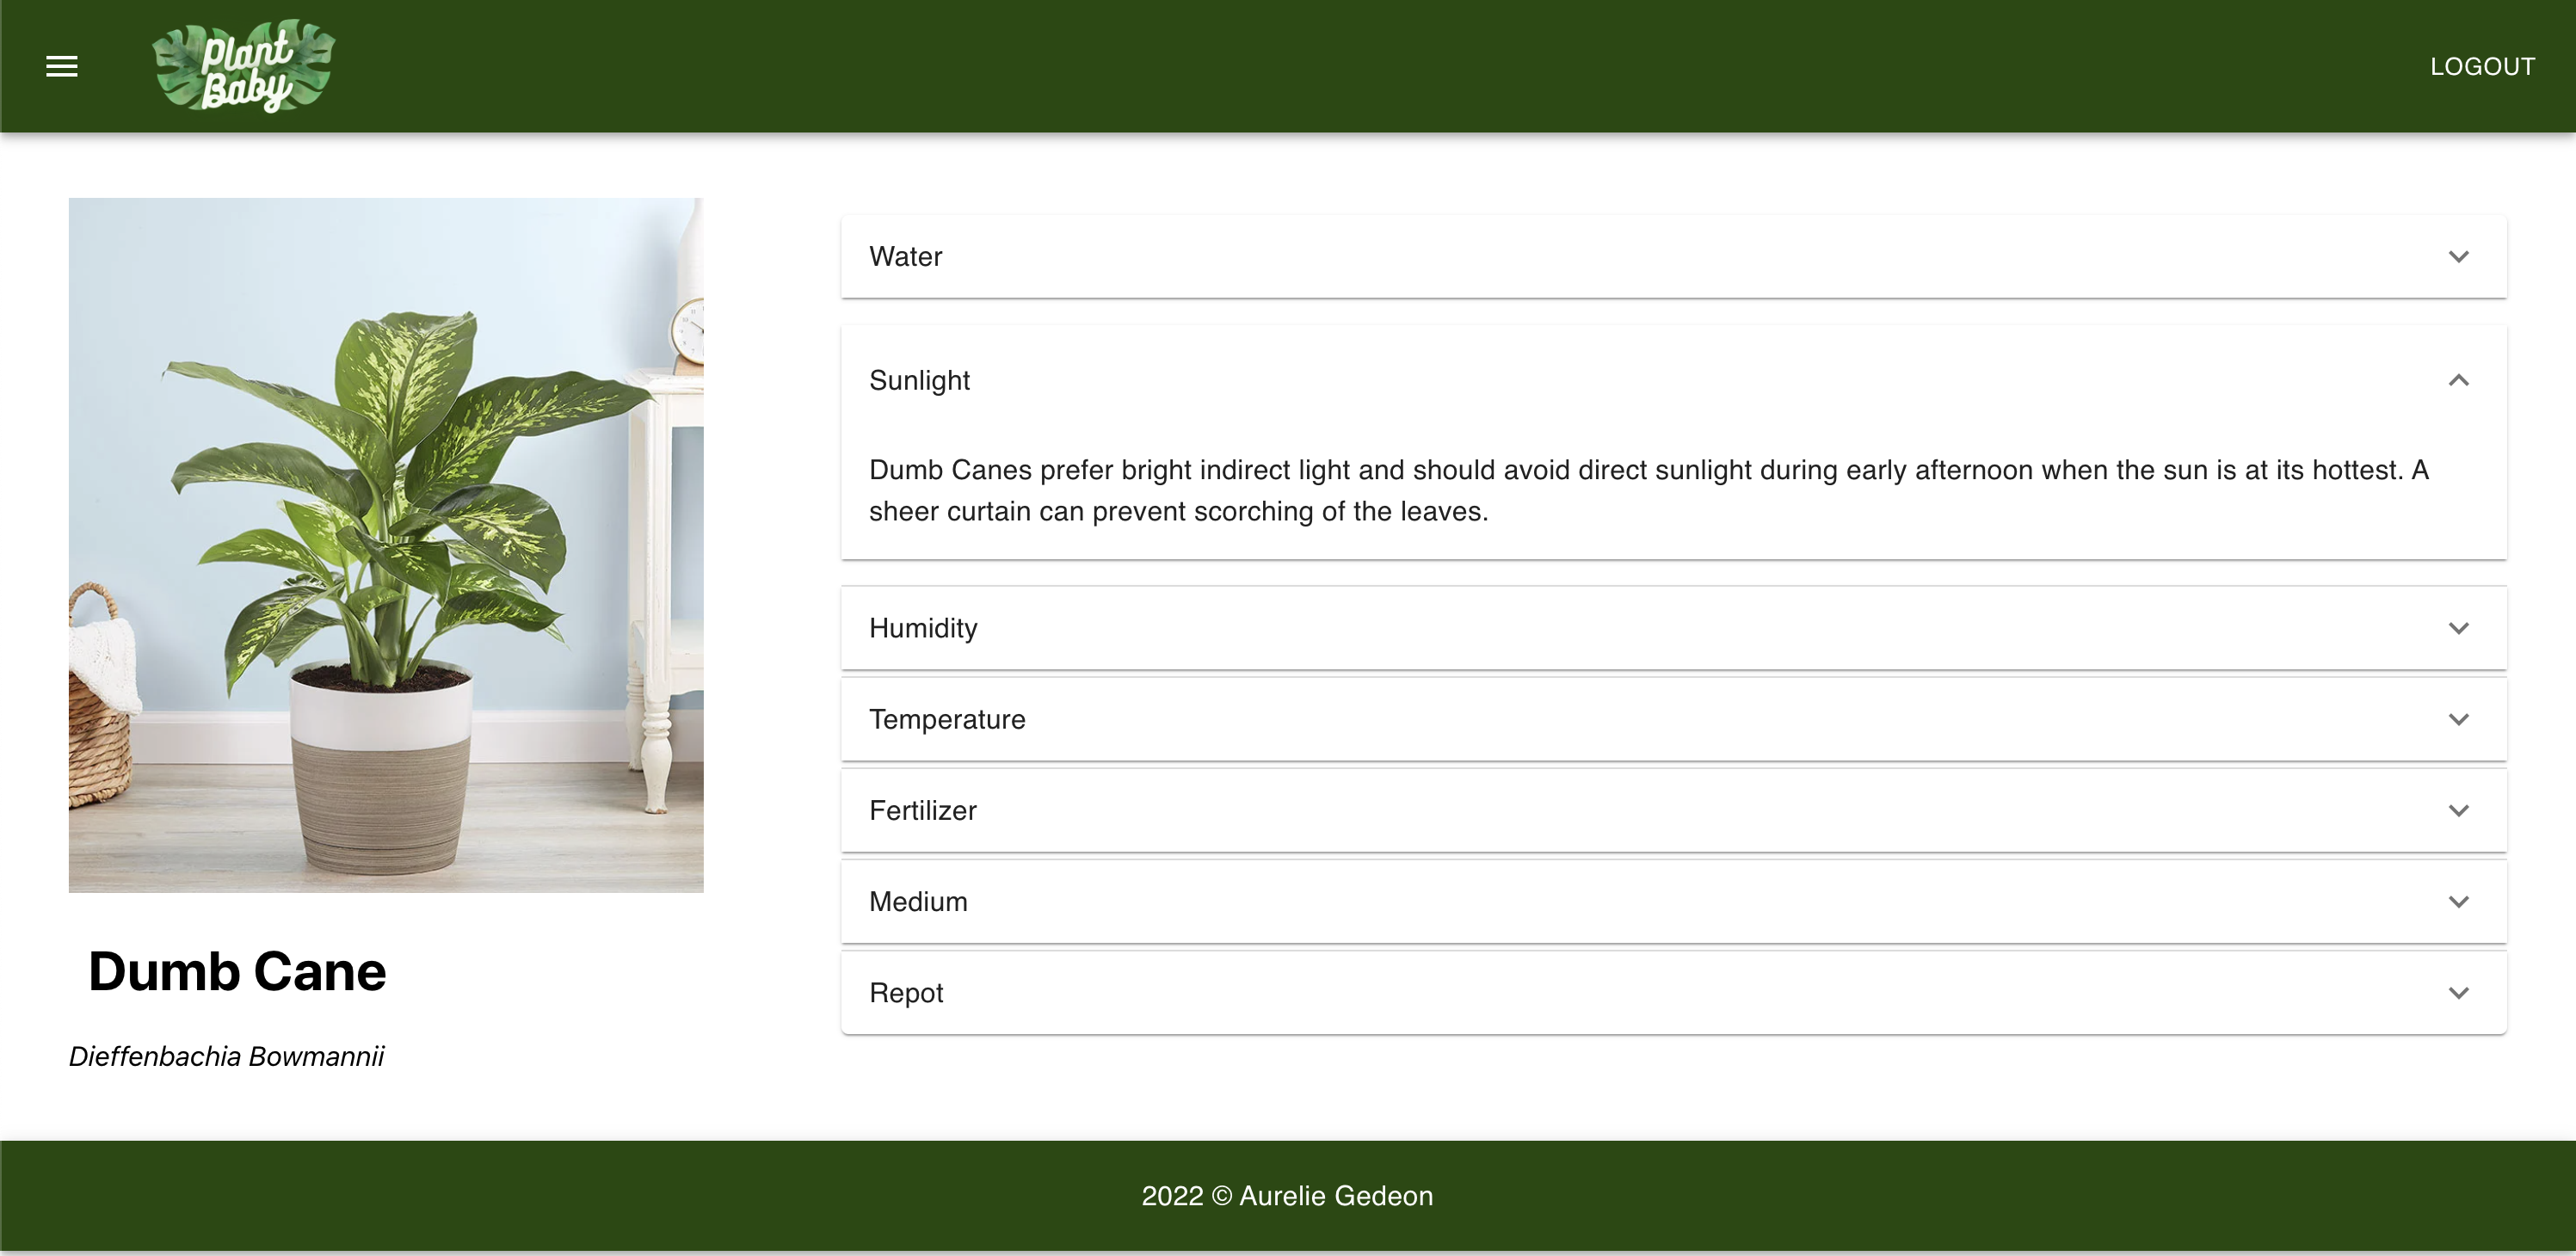 Plant
Baby
LOGOUT
Water
Sunlight
Dumb Canes prefer bright indirect light and should avoid direct sunlight during early afternoon when the sun is at its hottest. A
sheer curtain can prevent scorching of the leaves.
Humidity
Temperature
Fertilizer
Medium
Repot
Dumb Cane
Dieffenbachia Bowmannii
2022 © Aurelie Gedeon